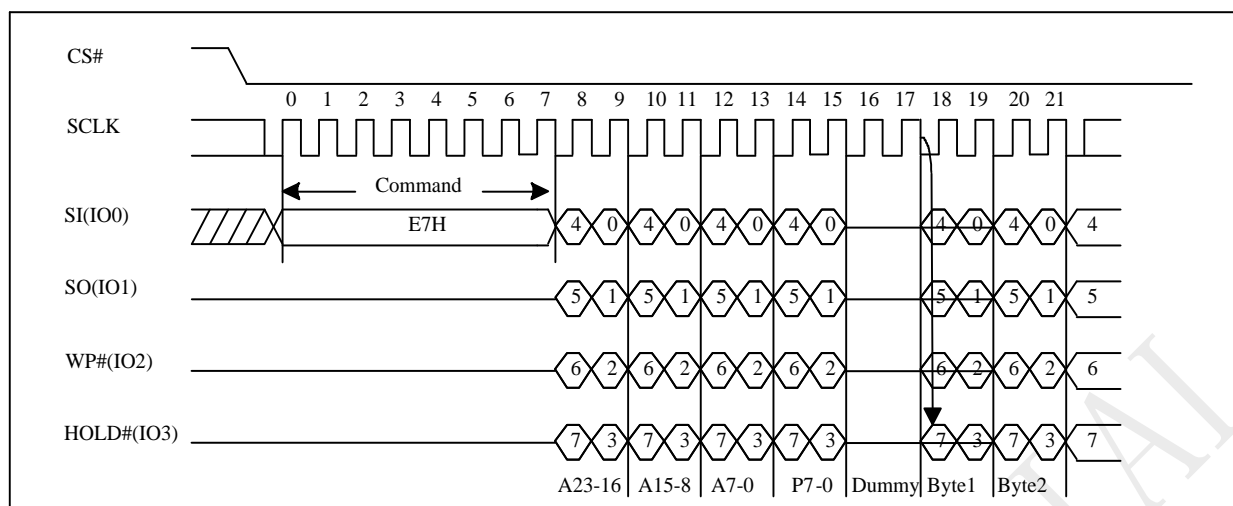 CS#
0 1 2 3 4 5 6 7 8 9 10 11 12 13 14 15 16 17 18 19 20 21
SCLK
Command
SI(IO0)
E7H
4 0 4 0 4 0 4 0 4 0 4 0 4
SO(IO1)
5 1 5 1 5 1 5 1 5 1 5 1 5
WP#(IO2)
6 2 6 2 6 2 6 2 6 2 6 2 6
HOLD#(IO3)
7 3 7 3 7 3 7 3 7 3 7 3 7
A23-16 A15-8 A7-0 P7-0 Dummy Byte1 Byte2